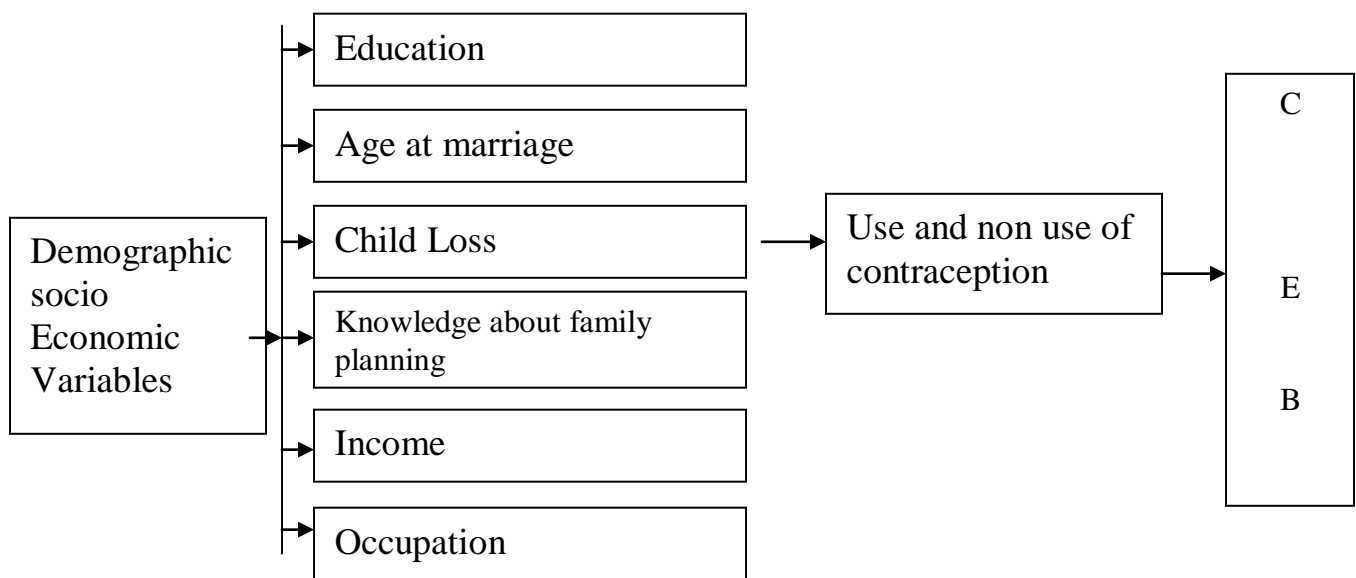 Demographic
socio
Economic
Variables
Education
Age at marriage
Child Loss
Knowledge about family
planning
Income
Occupation
Use and non use of
contraception
C
E
B